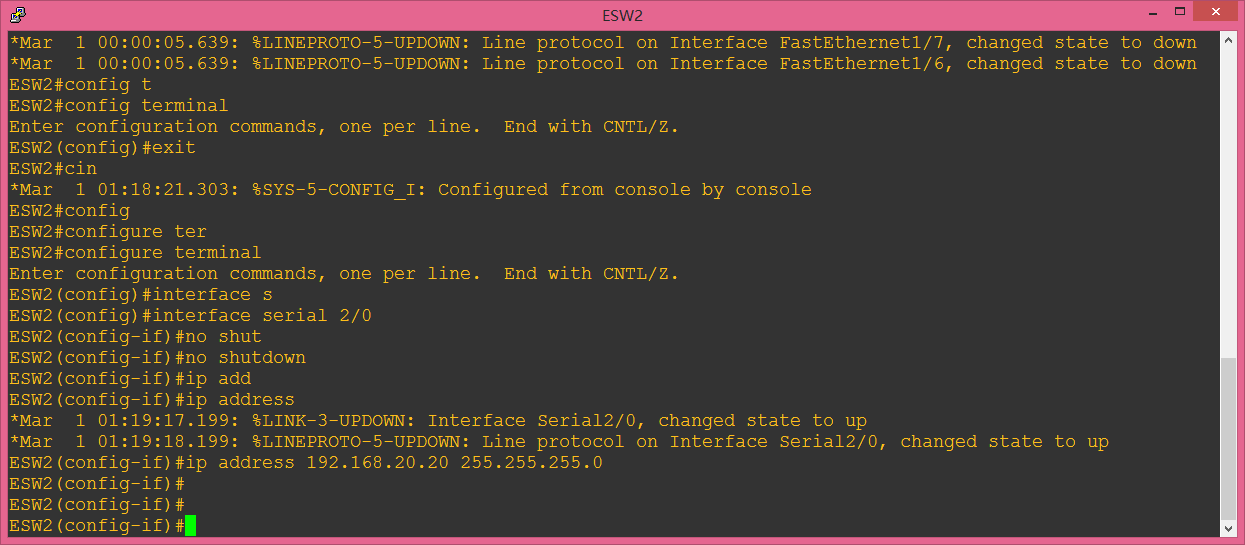 ESW2
*Mar  1 00:00:05.639: %LINEPROTO-5-UPDOWN: Line protocol on Interface FastEthernet1/7, changed state to down
*Mar  1 00:00:05.639: %LINEPROTO-5-UPDOWN: Line protocol on Interface FastEthernet1/6, changed state to down
ESW2#config t
ESW2#config terminal
Enter configuration commands, one per line.  End with CNTL/Z.
ESW2(config)#exit
ESW2#cin
*Mar  1 01:18:21.303: %SYS-5-CONFIG_I: Configured from console by console
ESW2#config
ESW2#configure ter
ESW2#configure terminal
Enter configuration commands, one per line.  End with CNTL/Z.
ESW2(config)#interface s
ESW2(config)#interface serial 2/0
ESW2(config-if)#no shut
ESW2(config-if)#no shutdown
ESW2(config-if)#ip add
ESW2(config-if)#ip address
*Mar  1 01:19:17.199: %LINK-3-UPDOWN: Interface Serial2/0, changed state to up
*Mar  1 01:19:18.199: %LINEPROTO-5-UPDOWN: Line protocol on Interface Serial2/0, changed state to up
ESW2(config-if)#ip address 192.168.20.20 255.255.255.0
ESW2(config-if)#
ESW2(config-if)#
ESW2(config-if)#